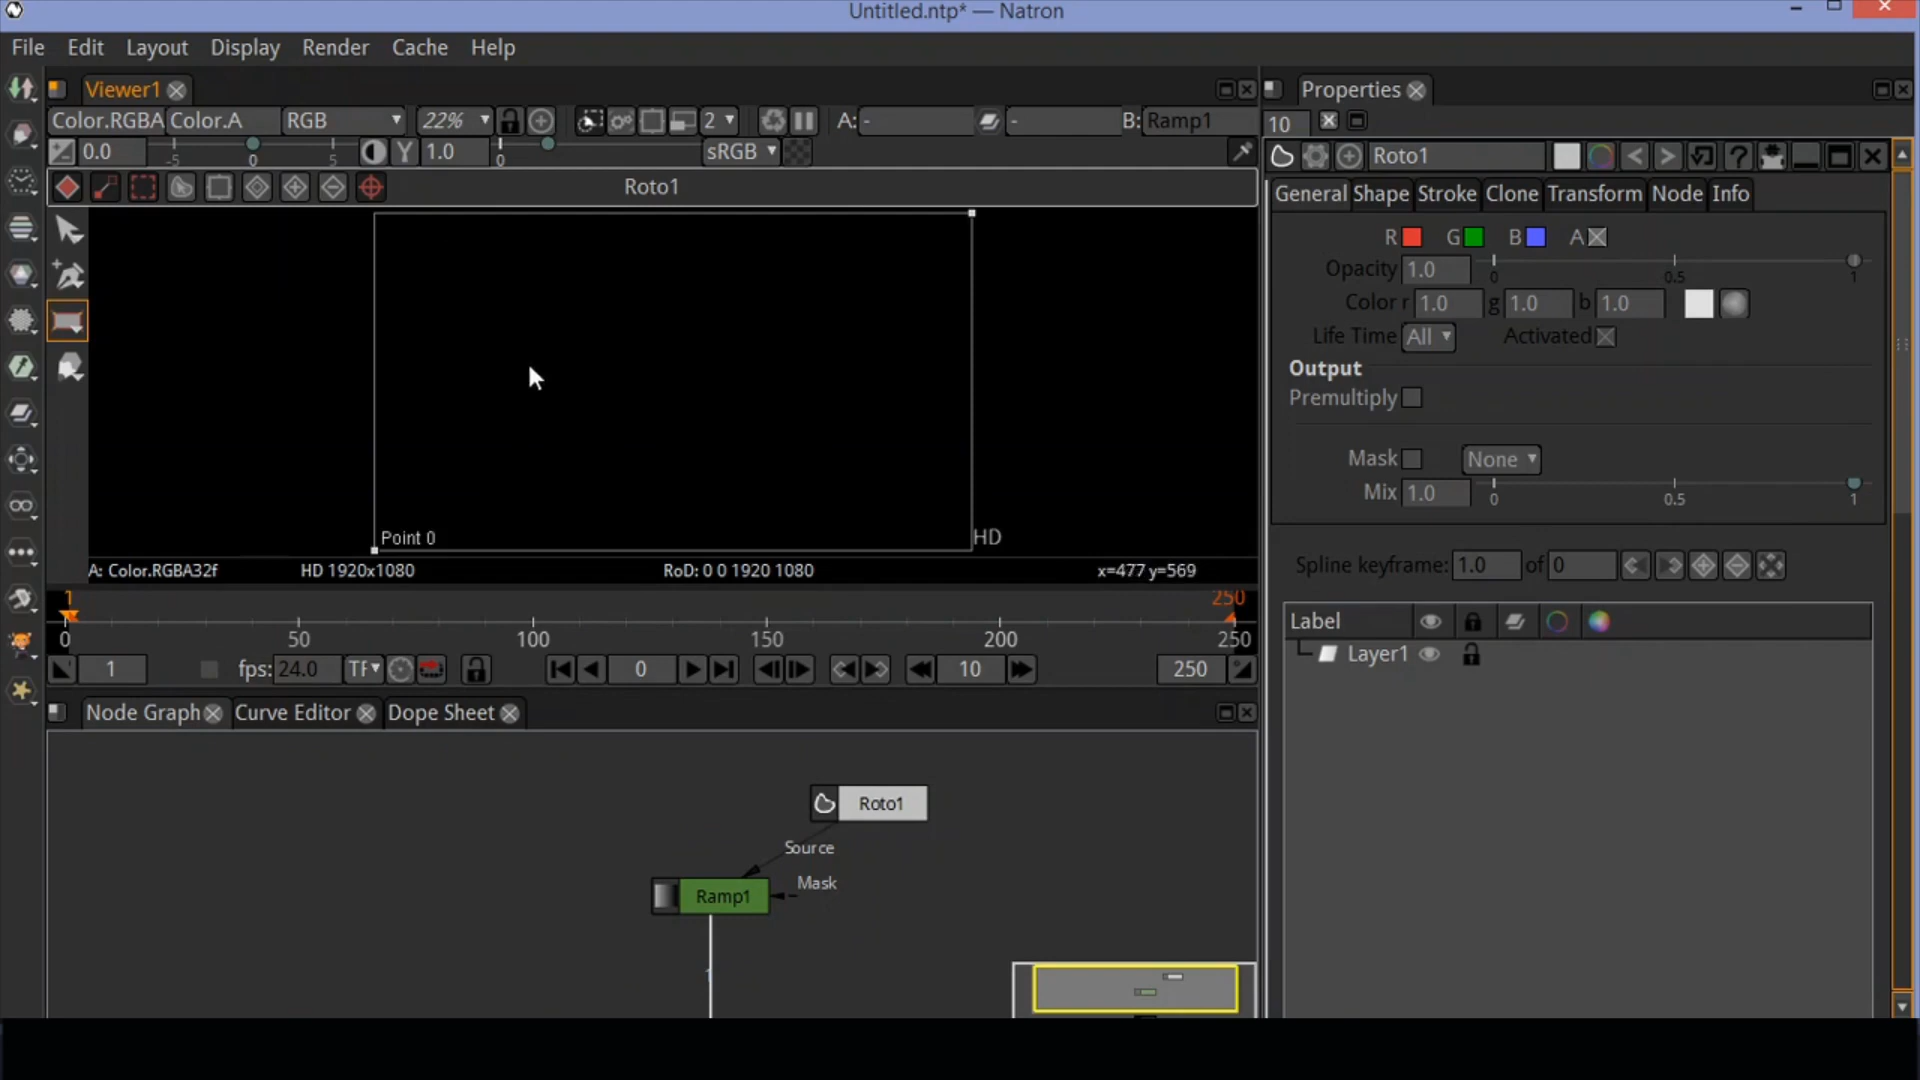 Untitled.ntp* — Natron
File Edit Layout Display Render Cache Help
Viewer1
Properties
Color.RGBA Color.A RGB 22% 2 A: - - B: Ramp1
10
0.0 -5 0 5 Y 1.0 0 sRGB
Roto1
Roto1
General Shape Stroke Clone Transform Node Info
R G B A
Opacity 1.0 0 0.5 1
Color r 1.0 g 1.0 b 1.0
Life Time All Activated
Output
Premultiply
Mask None
Mix 1.0 0 0.5 1
Point 0
HD
A: Color.RGBA32f HD 1920x1080 RoD: 0 0 1920 1080 x=477 y=569
Spline keyframe: 1.0 of 0
1 250
0 50 100 150 200 250
Label
Layer1
1 fps: 24.0 TF 0 10 250
Node Graph Curve Editor Dope Sheet
Roto1
Source
Mask
Ramp1